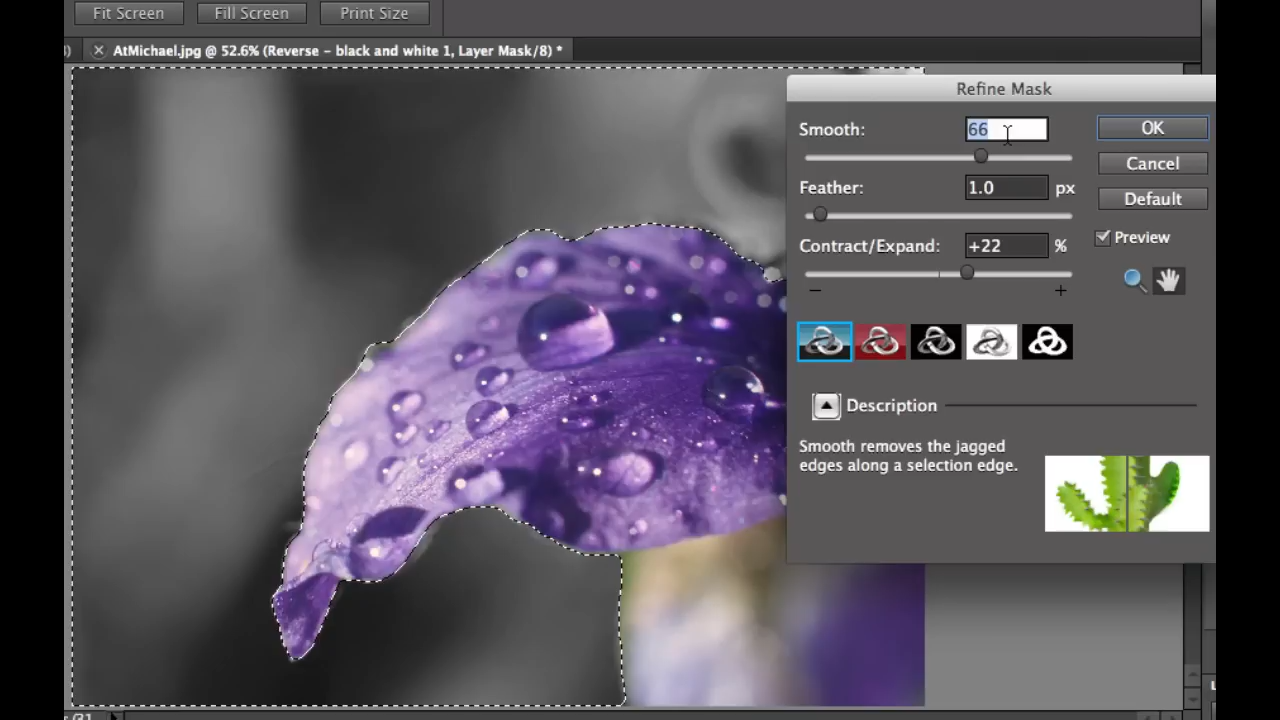 Fit Screen
Fill Screen
Print Size
AtMichael.jpg @ 52.6% (Reverse – black and white 1, Layer Mask/8) *
Refine Mask
Smooth:
66
OK
Cancel
Feather:
1.0
px
Default
Preview
Contract/Expand:
+22
%
–
+
Description
Smooth removes the jagged
edges along a selection edge.